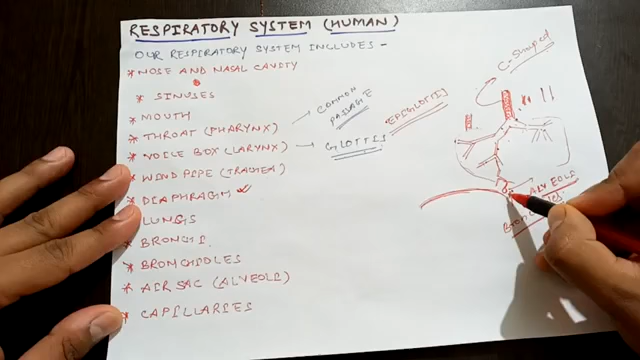 RESPIRATORY SYSTEM (HUMAN)
OUR RESPIRATORY SYSTEM INCLUDES -
* NOSE AND NASAL CAVITY
* SINUSES
* MOUTH
* THROAT (PHARYNX) → COMMON PASSAGE
* VOICE BOX (LARYNX) → GLOTTIS
EPIGLOTTIS
* WIND PIPE (TRACHEA)
* DIAPHRAGM ✓
* LUNGS
* BRONCHI
* BRONCHIOLES
* AIR SAC (ALVEOLI)
* CAPILLARIES
C-Shaped
ALVEOLI